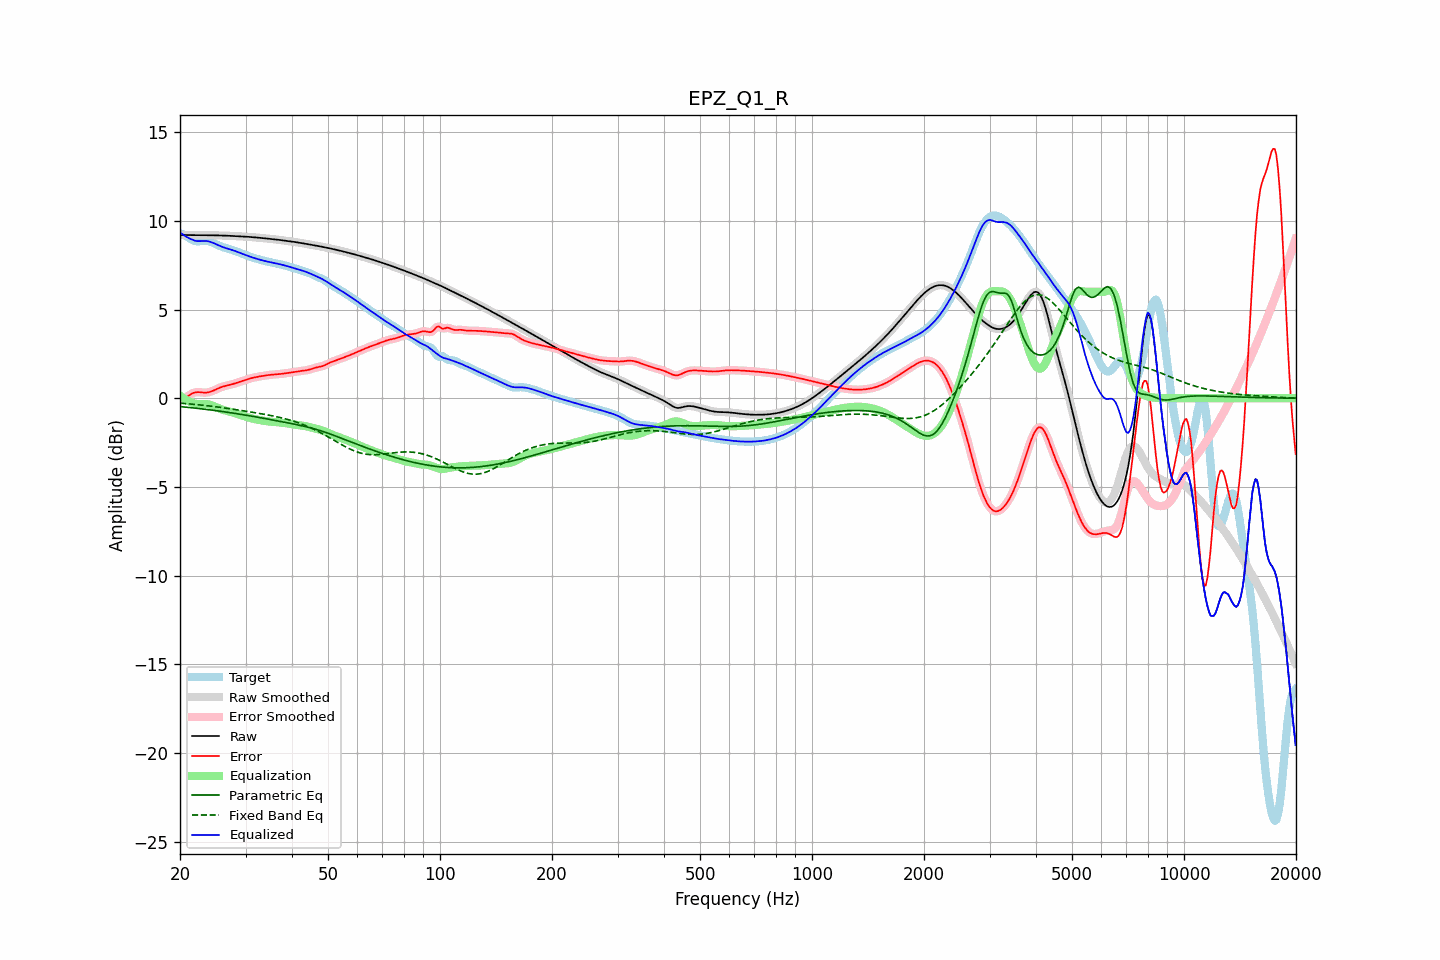 EPZ_Q1_R
Amplitude (dBr)
15
10
5
0
−5
−10
−15
−20
−25
Target
Raw Smoothed
Error Smoothed
Raw
Error
Equalization
Parametric Eq
Fixed Band Eq
Equalized
20 50 100 200 500 1000 2000 5000 10000 20000
Frequency (Hz)